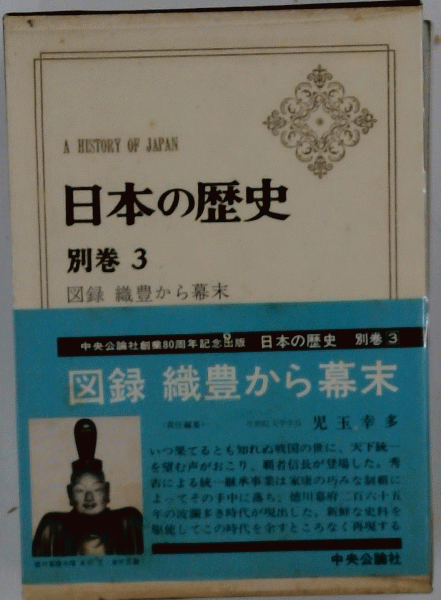 A HISTORY OF JAPAN
日本の歴史
別巻 3
図録 織豊から幕末
中央公論社創業80周年記念出版 日本の歴史 別巻3
図録 織豊から幕末
児玉幸多
いつ果てるとも知れぬ戦国の世に、天下統一
を望む声がおこり、覇者信長が登場した。秀
吉による統一継承事業は家康の巧みな制覇に
よってその手中に落ち、徳川幕府二百六十五
年の波瀾多き時代が現出した。新鮮な史料を
駆使してこの時代を余すところなく再現する
中央公論社